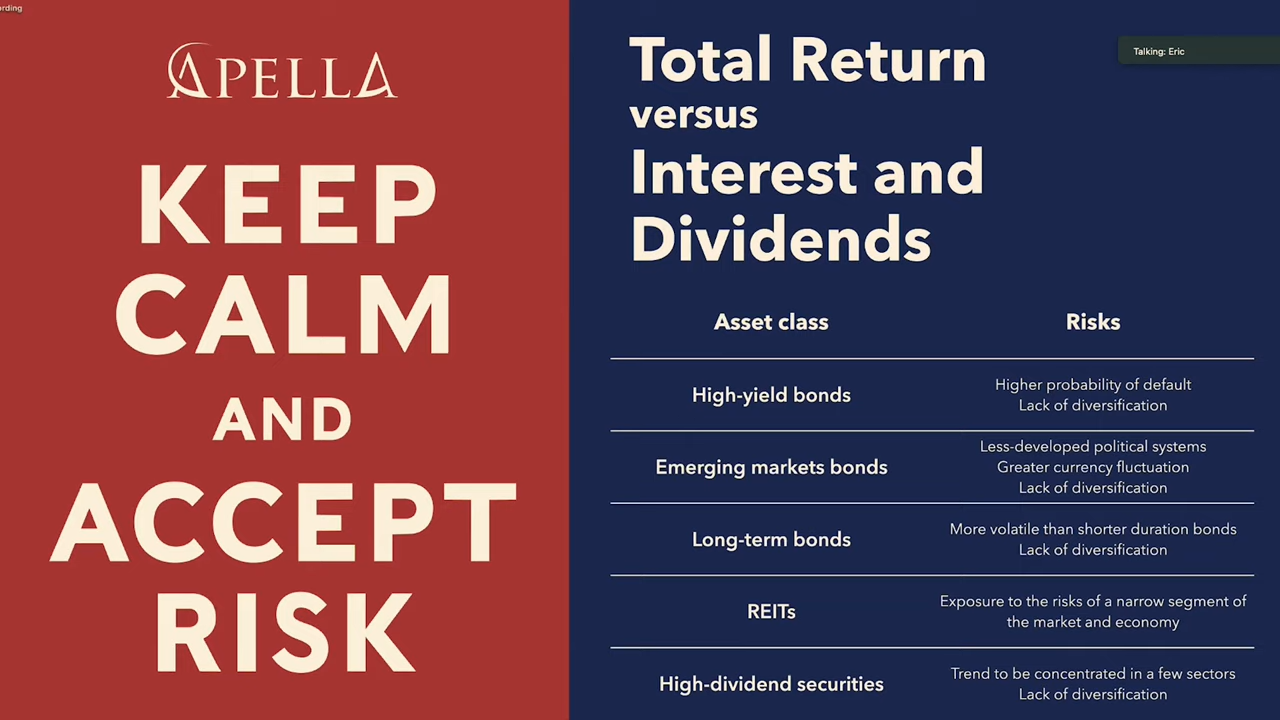 ording
APELLA
KEEP
CALM
AND
ACCEPT
RISK
Total Return
versus
Interest and
Dividends
Talking: Eric
Asset class Risks
High-yield bonds
Higher probability of default
Lack of diversification
Emerging markets bonds
Less-developed political systems
Greater currency fluctuation
Lack of diversification
Long-term bonds
More volatile than shorter duration bonds
Lack of diversification
REITs
Exposure to the risks of a narrow segment of
the market and economy
High-dividend securities
Trend to be concentrated in a few sectors
Lack of diversification